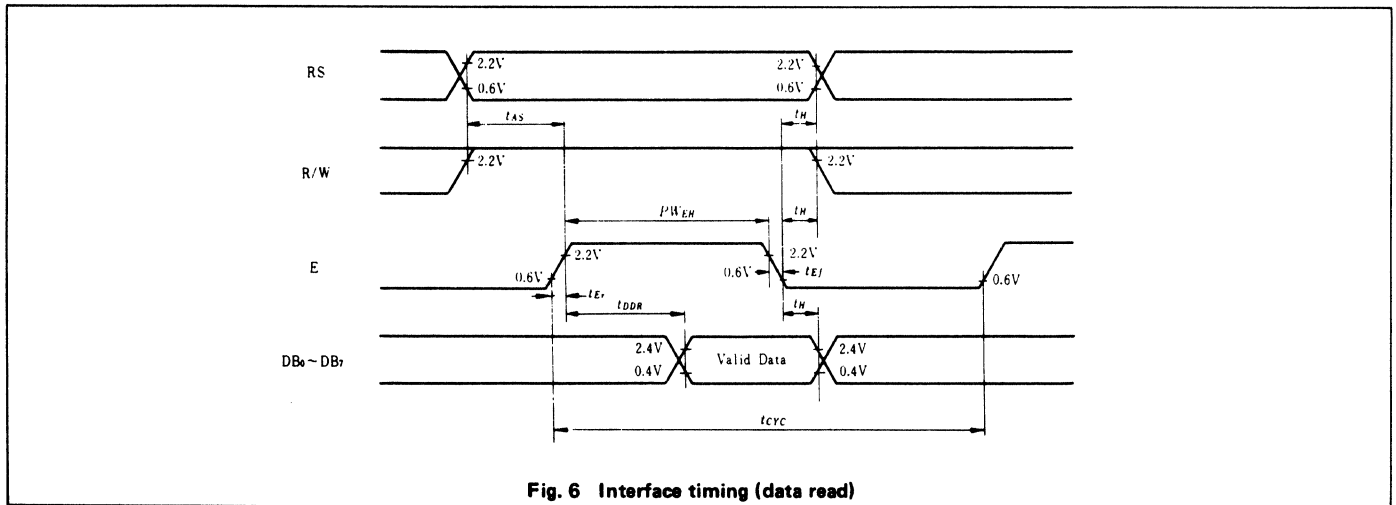 RS
2.2V
0.6V
2.2V
0.6V
tAS
tH
R/W
2.2V
2.2V
PWEH
tH
E
0.6V
2.2V
2.2V
0.6V
tEf
0.6V
tEr
tDDR
tH
DB₀~DB₇
2.4V
0.4V
Valid Data
2.4V
0.4V
tCYC
Fig. 6 Interface timing (data read)